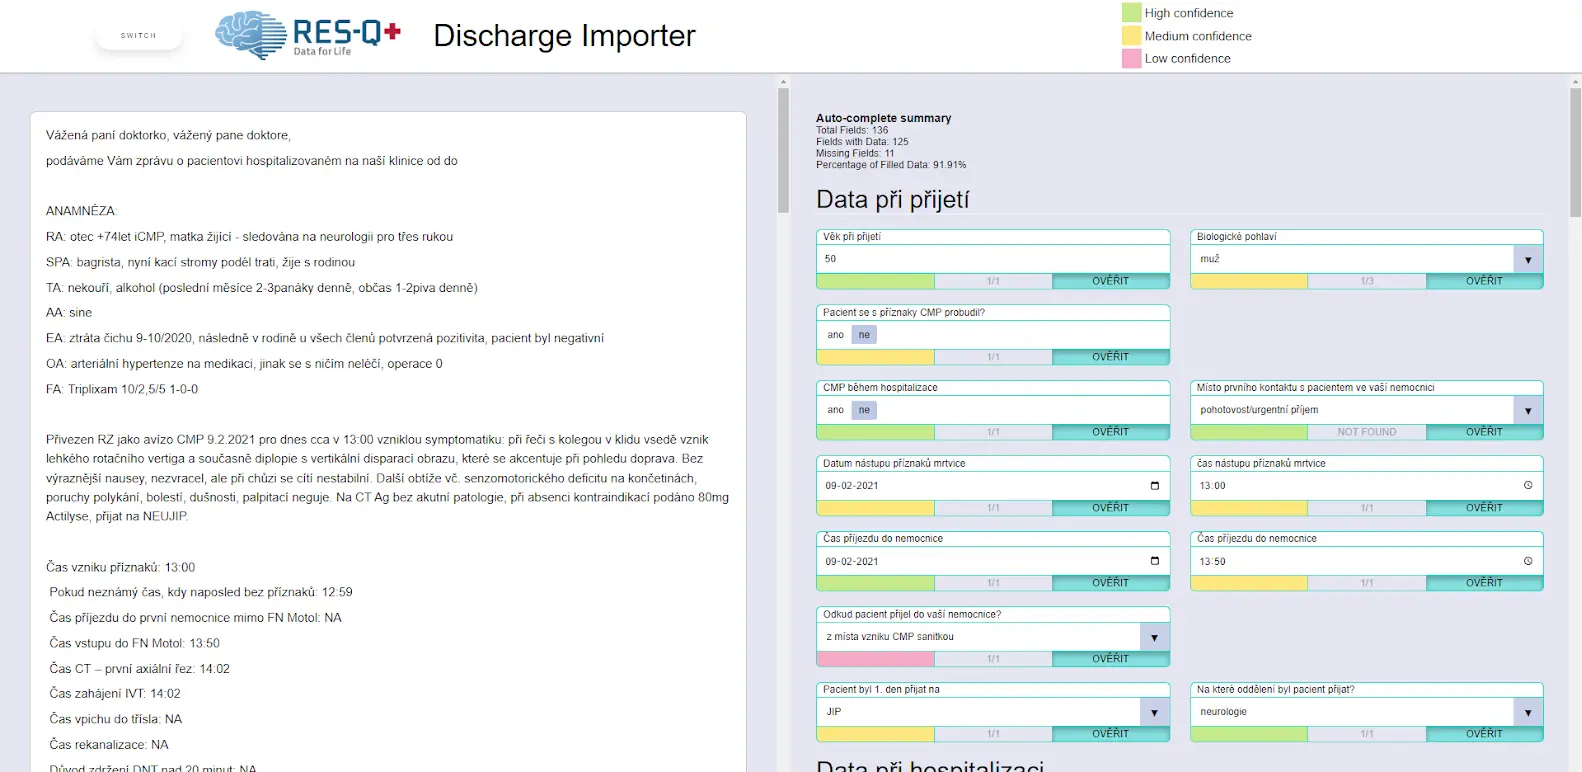 SWITCH
RES-Q+
Data for Life
Discharge Importer
High confidence
Medium confidence
Low confidence
Vážená paní doktorko, vážený pane doktore,
podáváme Vám zprávu o pacientovi hospitalizovaném na naší klinice od do
ANAMNÉZA:
RA: otec +74let iCMP, matka žijící - sledována na neurologii pro třes rukou
SPA: bagrista, nyní kací stromy podél trati, žije s rodinou
TA: nekouří, alkohol (poslední měsíce 2-3panáky denně, občas 1-2piva denně)
AA: sine
EA: ztráta čichu 9-10/2020, následně v rodině u všech členů potvrzená pozitivita, pacient byl negativní
OA: arteriální hypertenze na medikaci, jinak se s ničím neléčí, operace 0
FA: Triplixam 10/2,5/5 1-0-0
Přivezen RZ jako avízo CMP 9.2.2021 pro dnes cca v 13:00 vzniklou symptomatiku: při řeči s kolegou v klidu vsedě vznik
lehkého rotačního vertiga a současně diplopie s vertikální disparací obrazu, které se akcentuje při pohledu doprava. Bez
výraznější nausey, nezvracel, ale při chůzi se cítí nestabilní. Další obtíže vč. senzomotorického deficitu na končetinách,
poruchy polykání, bolestí, dušnosti, palpitací neguje. Na CT Ag bez akutní patologie, při absenci kontraindikací podáno 80mg
Actilyse, přijat na NEUJIP.
Čas vzniku příznaků: 13:00
Pokud neznámý čas, kdy naposled bez příznaků: 12:59
Čas příjezdu do první nemocnice mimo FN Motol: NA
Čas vstupu do FN Motol: 13:50
Čas CT – první axiální řez: 14:02
Čas zahájení IVT: 14:02
Čas vpichu do třísla: NA
Čas rekanalizace: NA
Důvod zdržení DNT nad 20 minut: NA
Auto-complete summary
Total Fields: 136
Fields with Data: 125
Missing Fields: 11
Percentage of Filled Data: 91.91%
Data při přijetí
Věk při přijetí
50
1/1 OVĚŘIT
Biologické pohlaví
muž
1/3 OVĚŘIT
Pacient se s příznaky CMP probudil?
ano ne
1/1 OVĚŘIT
CMP během hospitalizace
ano ne
1/1 OVĚŘIT
Místo prvního kontaktu s pacientem ve vaší nemocnici
pohotovost/urgentní příjem
NOT FOUND OVĚŘIT
Datum nástupu příznaků mrtvice
09-02-2021
1/1 OVĚŘIT
čas nástupu příznaků mrtvice
13:00
1/1 OVĚŘIT
Čas příjezdu do nemocnice
09-02-2021
1/1 OVĚŘIT
Čas příjezdu do nemocnice
13:50
1/1 OVĚŘIT
Odkud pacient přijel do vaší nemocnice?
z místa vzniku CMP sanitkou
1/1 OVĚŘIT
Pacient byl 1. den přijat na
JIP
1/1 OVĚŘIT
Na které oddělení byl pacient přijat?
neurologie
1/1 OVĚŘIT
Data při hospitalizaci